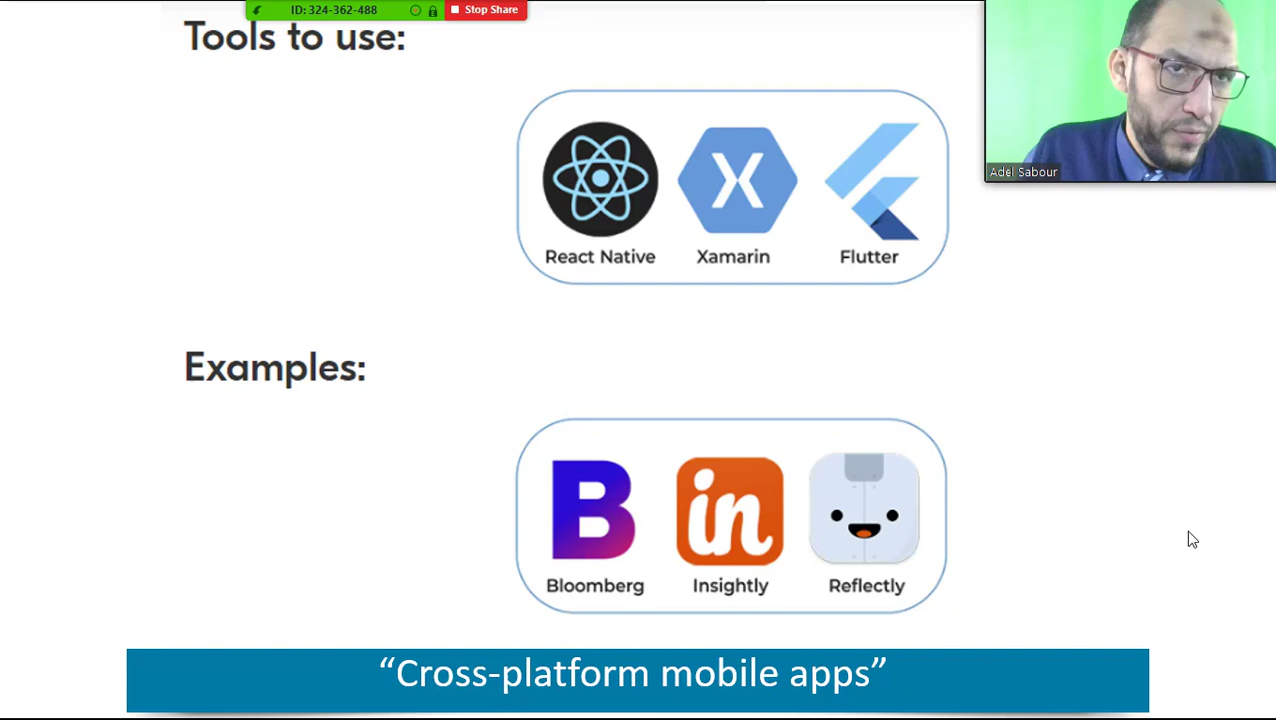 ID: 324-362-488
Stop Share
Tools to use:
Adel Sabour
React Native
Xamarin
Flutter
Examples:
B
in
Bloomberg
Insightly
Reflectly
“Cross-platform mobile apps”